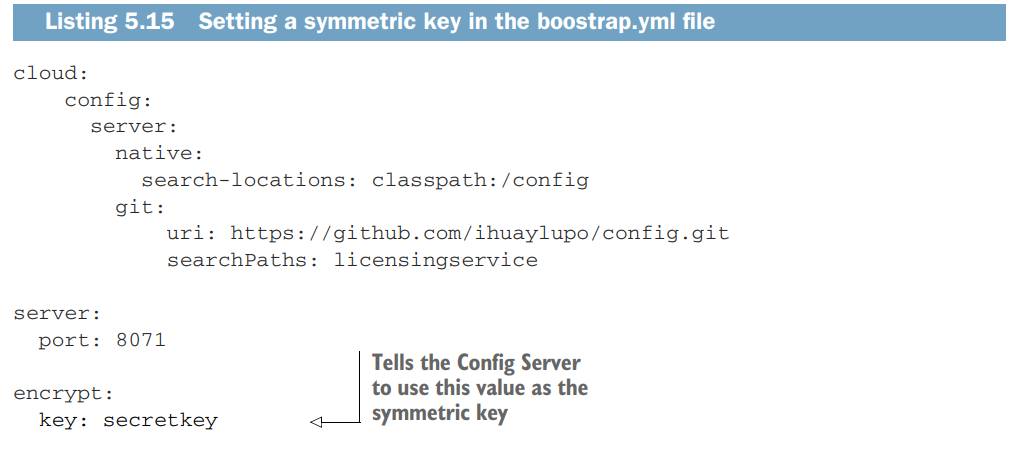 Listing 5.15 Setting a symmetric key in the boostrap.yml file
cloud:
    config:
      server:
        native:
          search-locations: classpath:/config
        git:
            uri: https://github.com/ihuaylupo/config.git
            searchPaths: licensingservice
server:
  port: 8071
encrypt:
  key: secretkey
Tells the Config Server
to use this value as the
symmetric key